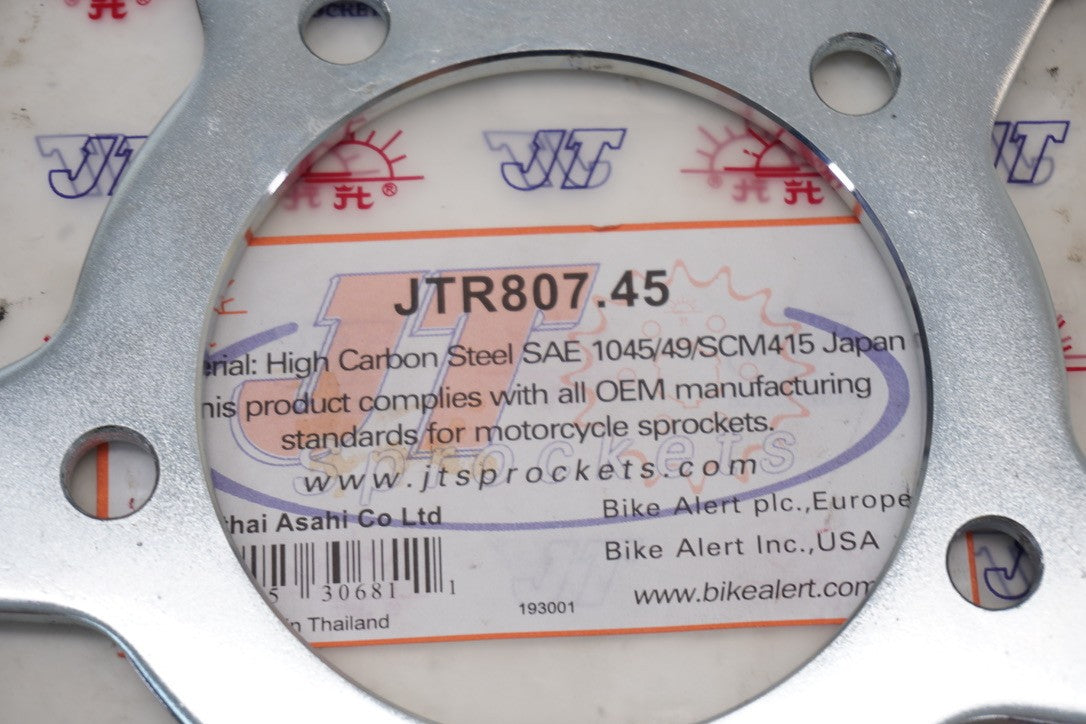 OCKET
JT JT JT
JTR807.45
erial: High Carbon Steel SAE 1045/49/SCM415 Japan
his product complies with all OEM manufacturing
standards for motorcycle sprockets.
www.jtsprockets.com
JT
sprockets
hai Asahi Co Ltd
Bike Alert plc.,Europe
Bike Alert Inc.,USA
5 30681 1
193001
www.bikealert.com
in Thailand